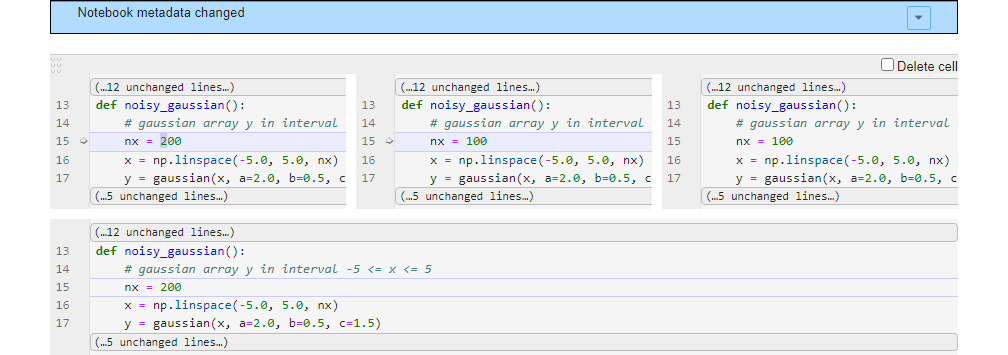 Notebook metadata changed
Delete cell
(…12 unchanged lines…)
13 def noisy_gaussian():
14 # gaussian array y in interval
15 nx = 200
16 x = np.linspace(-5.0, 5.0, nx)
17 y = gaussian(x, a=2.0, b=0.5, c
(…5 unchanged lines…)
(…12 unchanged lines…)
13 def noisy_gaussian():
14 # gaussian array y in interval
15 nx = 100
16 x = np.linspace(-5.0, 5.0, nx)
17 y = gaussian(x, a=2.0, b=0.5, c
(…5 unchanged lines…)
(…12 unchanged lines…)
13 def noisy_gaussian():
14 # gaussian array y in interval
15 nx = 100
16 x = np.linspace(-5.0, 5.0, nx)
17 y = gaussian(x, a=2.0, b=0.5, c
(…5 unchanged lines…)
(…12 unchanged lines…)
13 def noisy_gaussian():
14 # gaussian array y in interval -5 <= x <= 5
15 nx = 200
16 x = np.linspace(-5.0, 5.0, nx)
17 y = gaussian(x, a=2.0, b=0.5, c=1.5)
(…5 unchanged lines…)